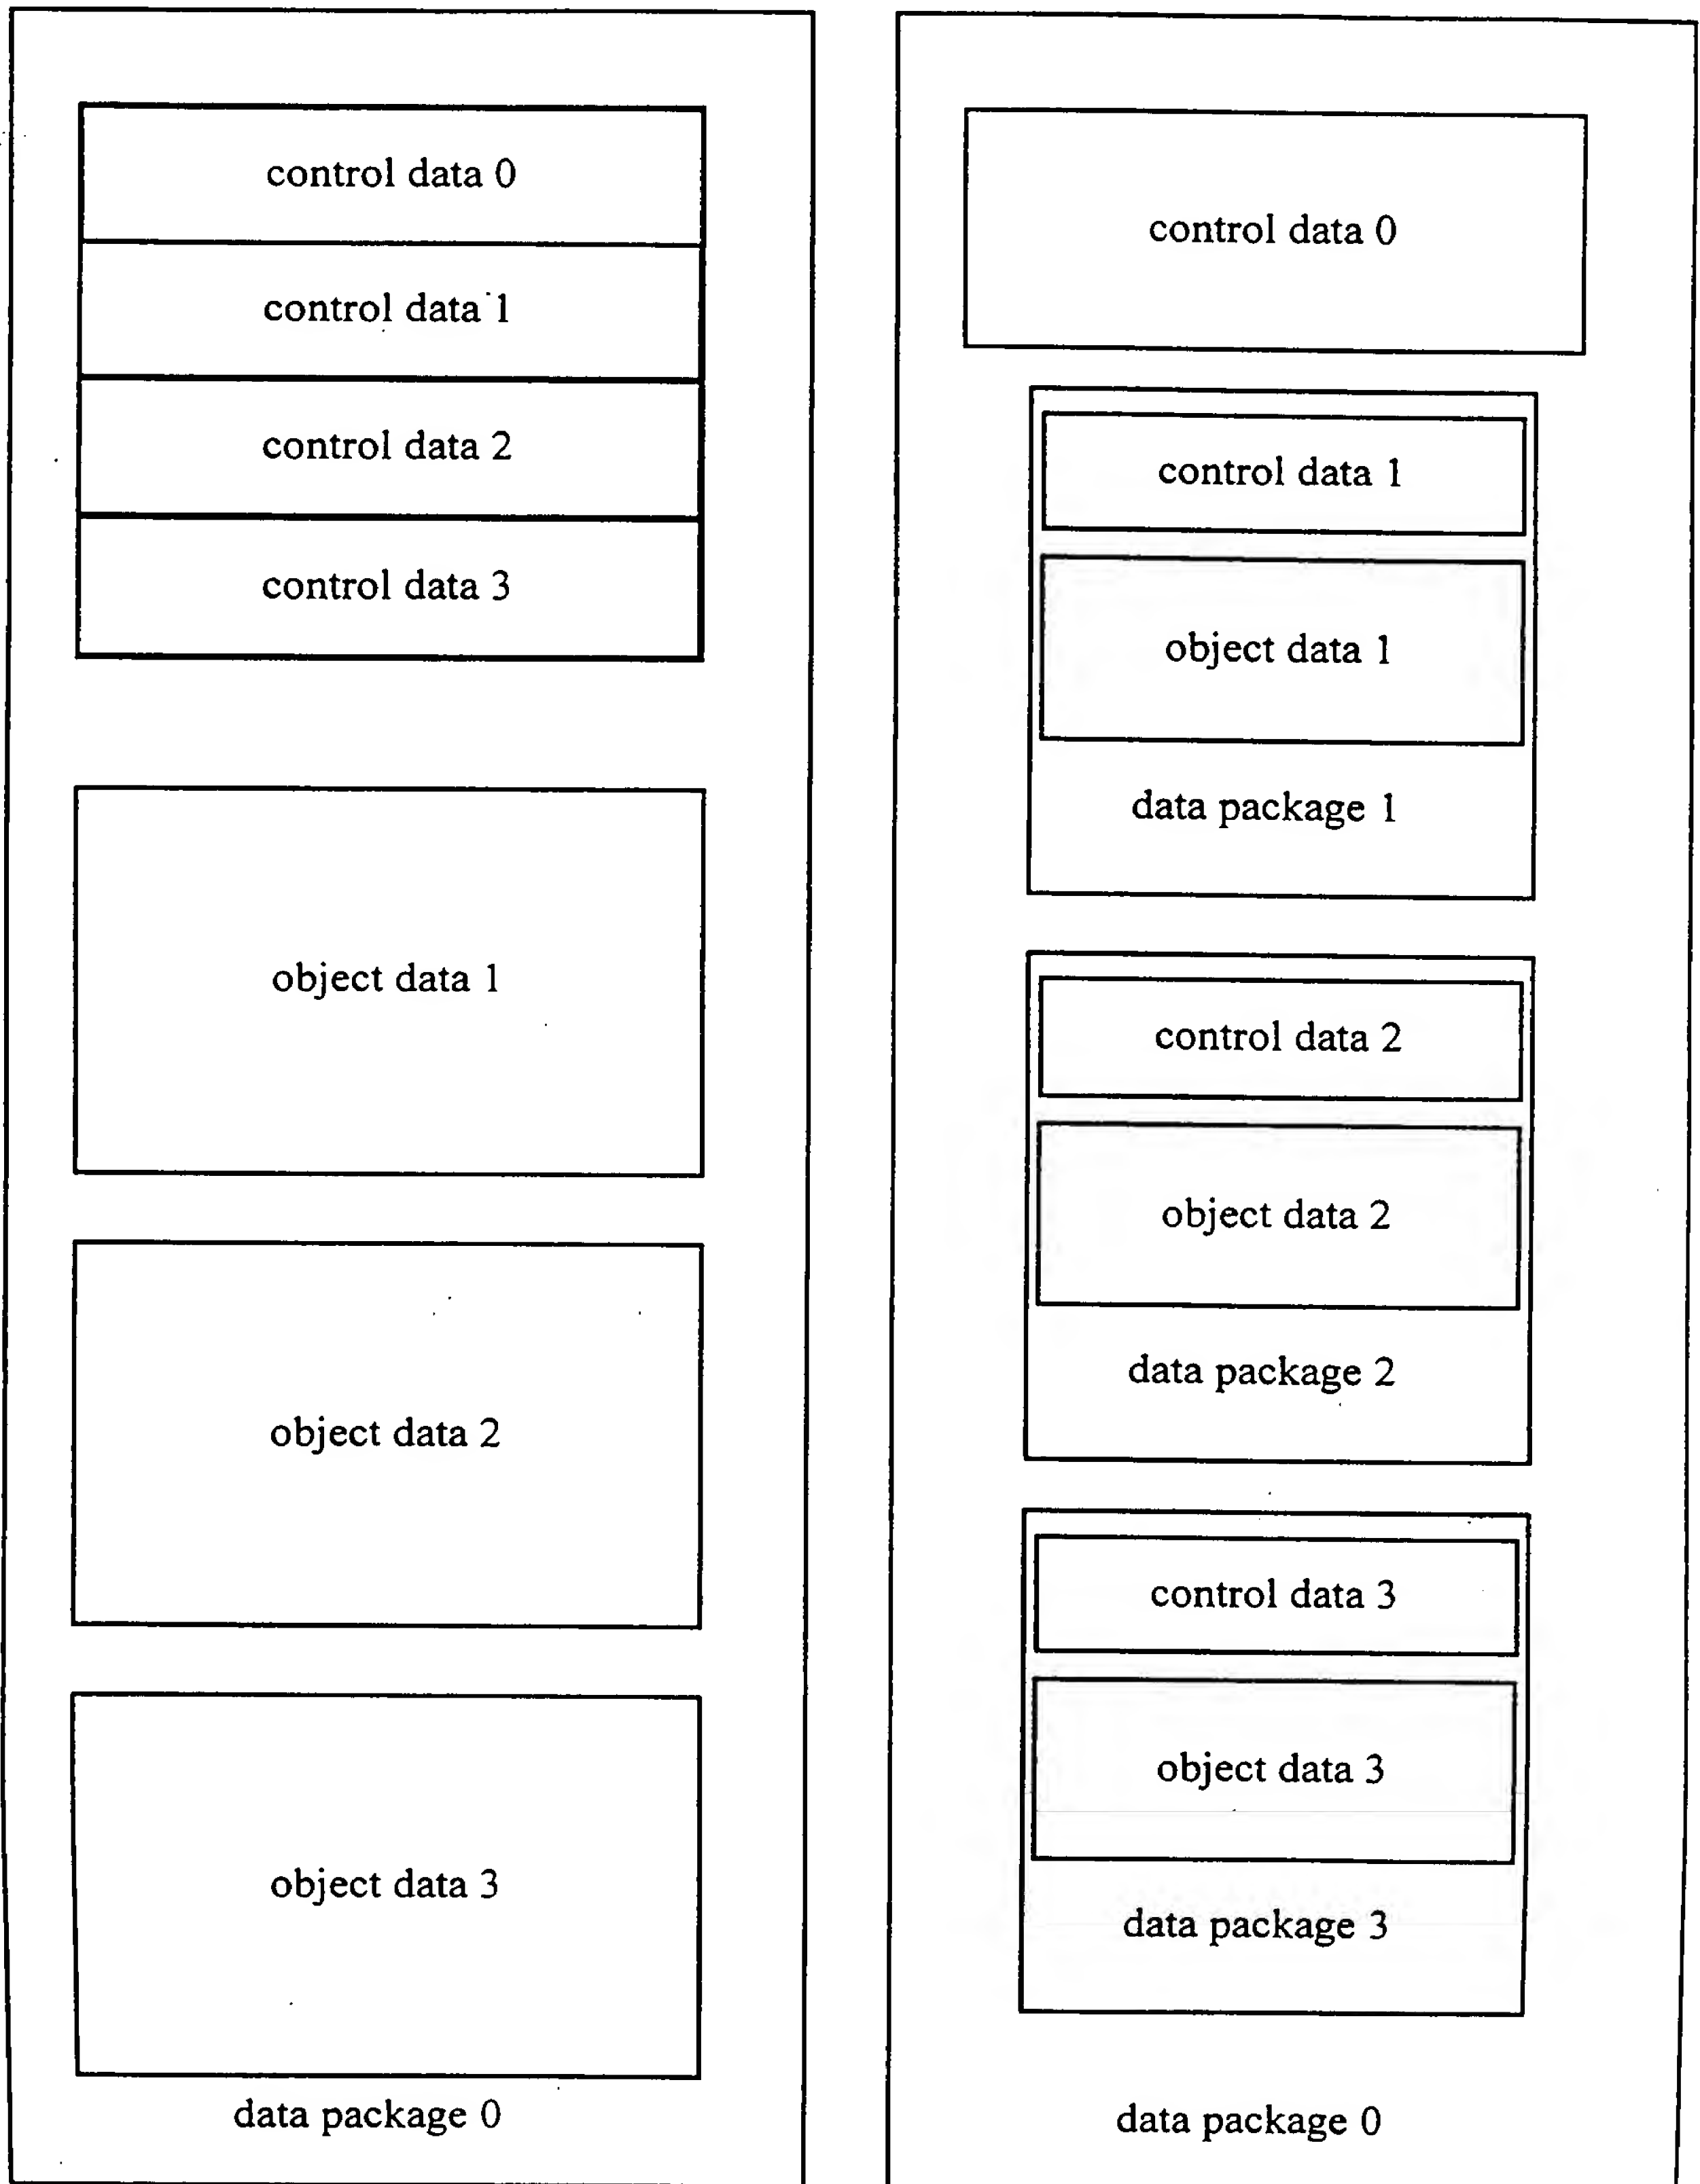 control data 0
control data 1
control data 2
control data 3
object data 1
object data 2
object data 3
data package 0
control data 0
control data 1
object data 1
data package 1
control data 2
object data 2
data package 2
control data 3
object data 3
data package 3
data package 0